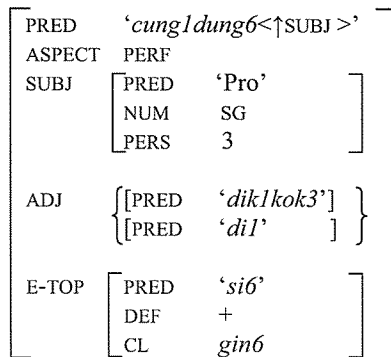 PRED ‘cung1dung6<↑SUBJ >’
ASPECT PERF
SUBJ [PRED ‘Pro’
NUM SG
PERS 3]
ADJ {[PRED ‘dik1kok3’]
[PRED ‘di1’ ]}
E-TOP [PRED ‘si6’
DEF +
CL gin6]